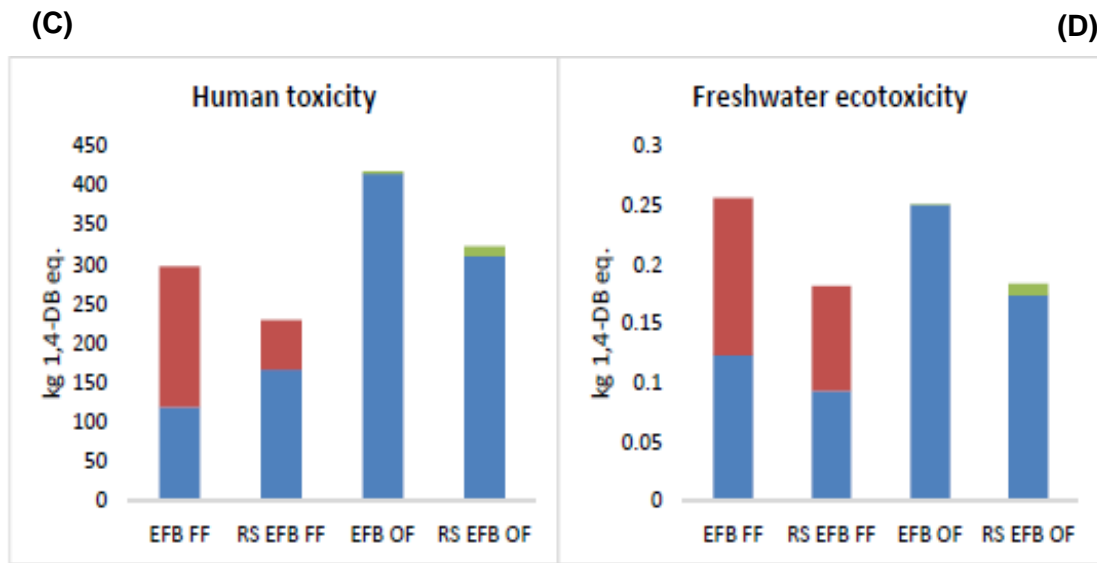 (C)
(D)
Human toxicity
kg 1,4-DB eq.
450
400
350
300
250
200
150
100
50
0
EFB FF RS EFB FF EFB OF RS EFB OF
Freshwater ecotoxicity
kg 1,4-DB eq.
0.3
0.25
0.2
0.15
0.1
0.05
0
EFB FF RS EFB FF EFB OF RS EFB OF